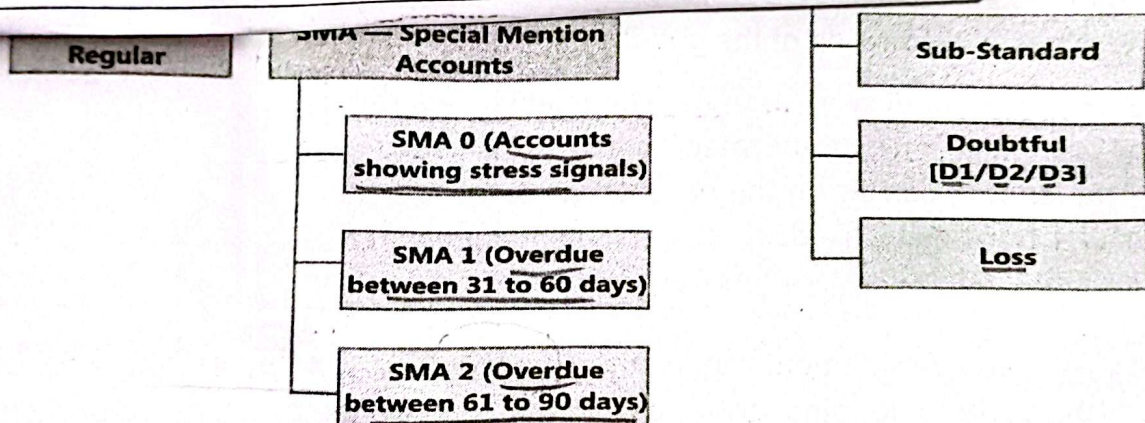 Regular
SMA — Special Mention
Accounts
SMA 0 (Accounts
showing stress signals)
SMA 1 (Overdue
between 31 to 60 days)
SMA 2 (Overdue
between 61 to 90 days)
Sub-Standard
Doubtful
[D1/D2/D3]
Loss